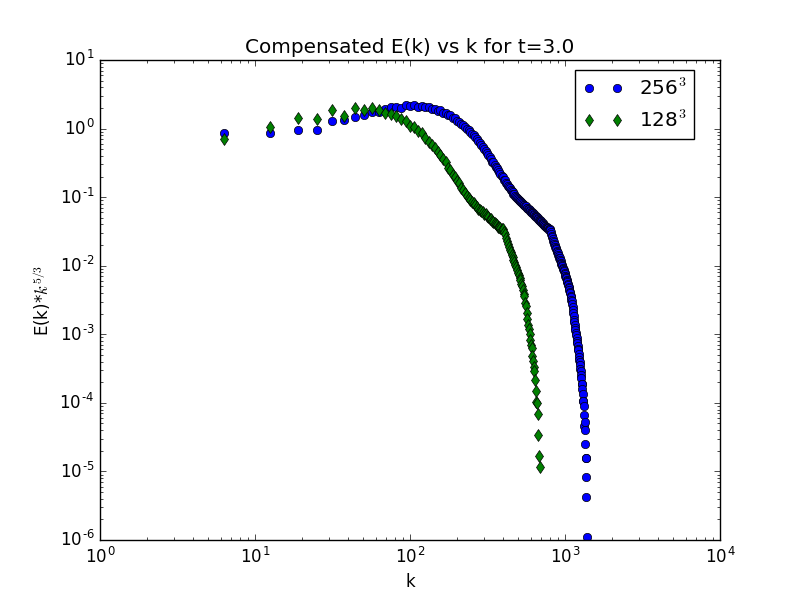 Compensated E(k) vs k for t=3.0
256³
128³
E(k)*k^{5/3}
10¹
10⁰
10⁻¹
10⁻²
10⁻³
10⁻⁴
10⁻⁵
10⁻⁶
10⁰ 10¹ 10² 10³ 10⁴
k